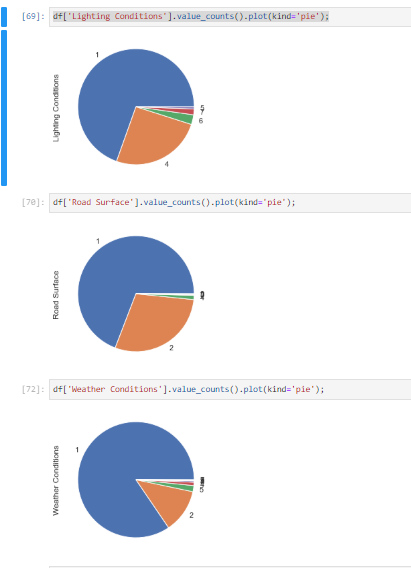 [69]: df['Lighting Conditions'].value_counts().plot(kind='pie');
1
Lighting Conditions
5
7
6
4
[70]: df['Road Surface'].value_counts().plot(kind='pie');
1
Road Surface
2
[72]: df['Weather Conditions'].value_counts().plot(kind='pie');
1
Weather Conditions
5
2